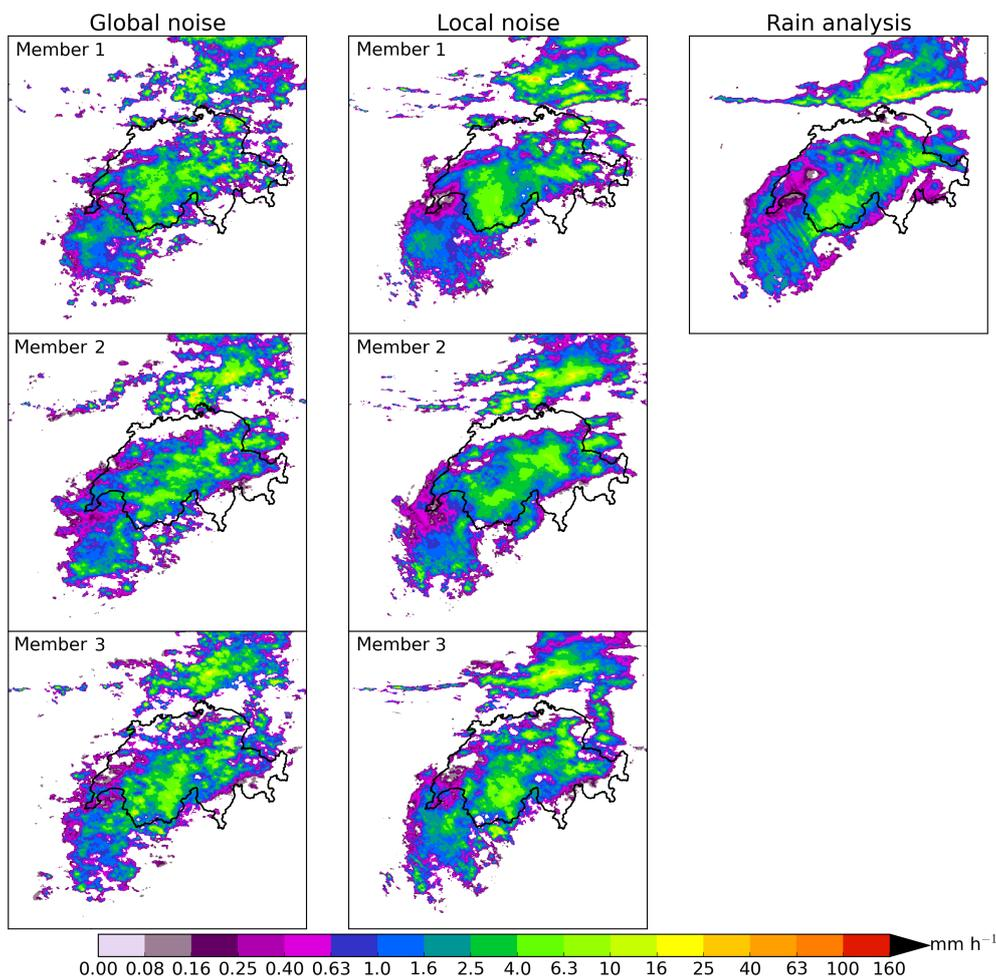 Global noise
Local noise
Rain analysis
Member 1
Member 1
Member 2
Member 2
Member 3
Member 3
0.00 0.08 0.16 0.25 0.40 0.63 1.0 1.6 2.5 4.0 6.3 10 16 25 40 63 100 160
mm h⁻¹